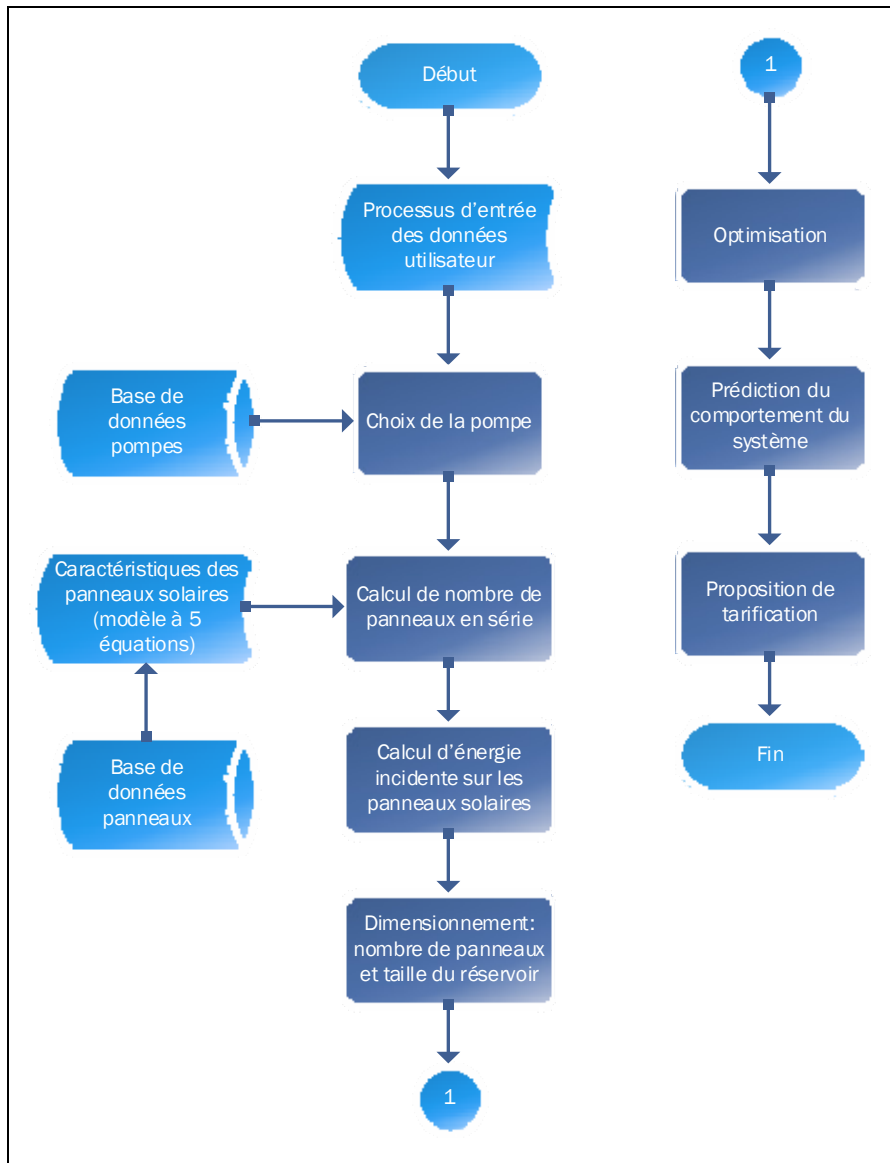 Début
Processus d'entrée
des données
utilisateur
Base de
données
pompes
Choix de la pompe
Caractéristiques des
panneaux solaires
(modèle à 5
équations)
Calcul de nombre de
panneaux en série
Base de
données
panneaux
Calcul d'énergie
incidente sur les
panneaux solaires
Dimensionnement:
nombre de panneaux
et taille du réservoir
1
1
Optimisation
Prédiction du
comportement du
système
Proposition de
tarification
Fin